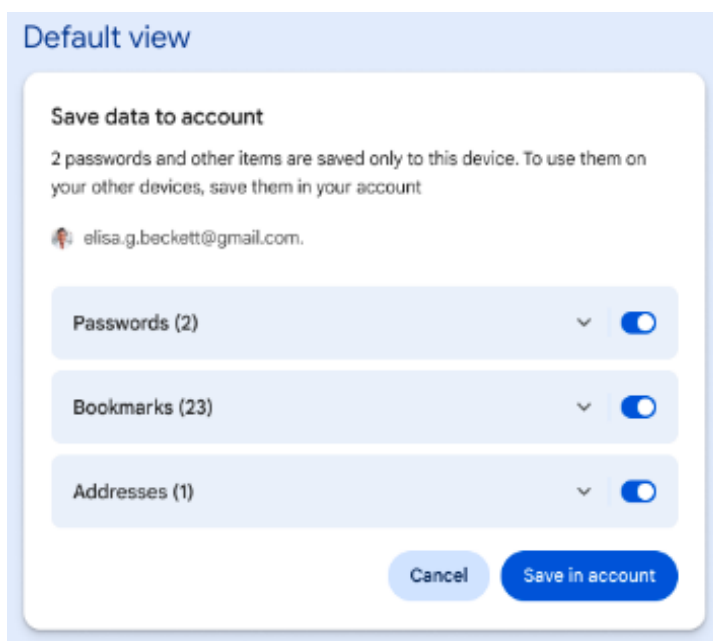 Default view
Save data to account
2 passwords and other items are saved only to this device. To use them on
your other devices, save them in your account
elisa.g.beckett@gmail.com.
Passwords (2)
Bookmarks (23)
Addresses (1)
Cancel
Save in account